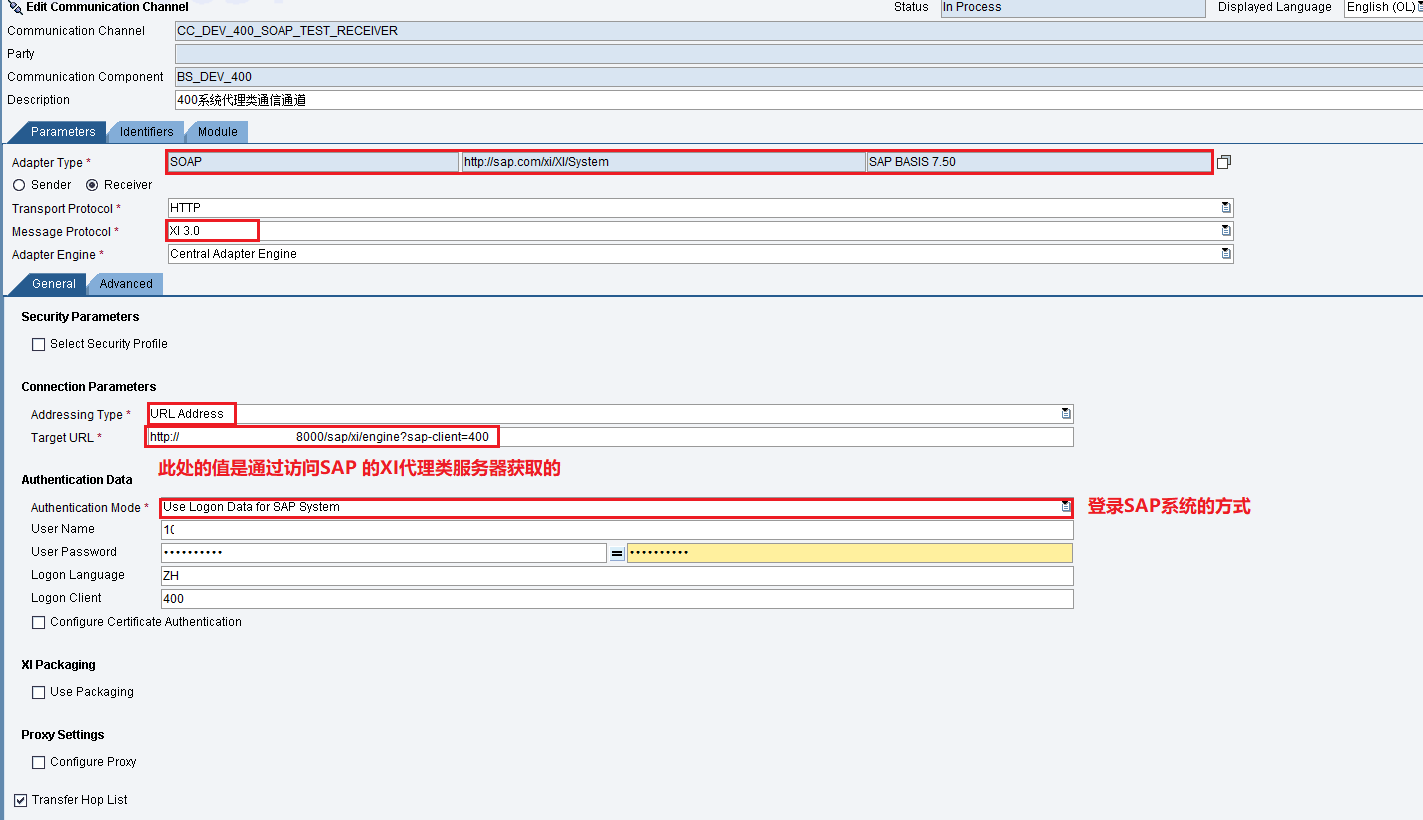 Edit Communication Channel Status In Process Displayed Language English (OL)
Communication Channel CC_DEV_400_SOAP_TEST_RECEIVER
Party
Communication Component BS_DEV_400
Description 400系统代理类通信通道
Parameters Identifiers Module
Adapter Type * SOAP http://sap.com/xi/XI/System SAP BASIS 7.50
Sender Receiver
Transport Protocol * HTTP
Message Protocol * XI 3.0
Adapter Engine * Central Adapter Engine
General Advanced
Security Parameters
Select Security Profile
Connection Parameters
Addressing Type * URL Address
Target URL * http:// 8000/sap/xi/engine?sap-client=400
此处的值是通过访问SAP 的XI代理类服务器获取的
Authentication Data
Authentication Mode * Use Logon Data for SAP System 登录SAP系统的方式
User Name
User Password •••••••••• = ••••••••••
Logon Language ZH
Logon Client 400
Configure Certificate Authentication
XI Packaging
Use Packaging
Proxy Settings
Configure Proxy
Transfer Hop List